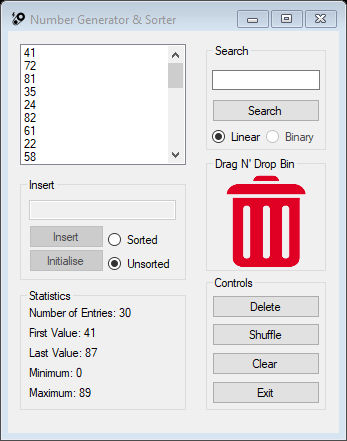 Number Generator & Sorter
41
72
81
35
24
82
61
22
58
Search
Search
Linear
Binary
Insert
Insert
Initialise
Sorted
Unsorted
Drag N' Drop Bin
Statistics
Number of Entries: 30
First Value: 41
Last Value: 87
Minimum: 0
Maximum: 89
Controls
Delete
Shuffle
Clear
Exit